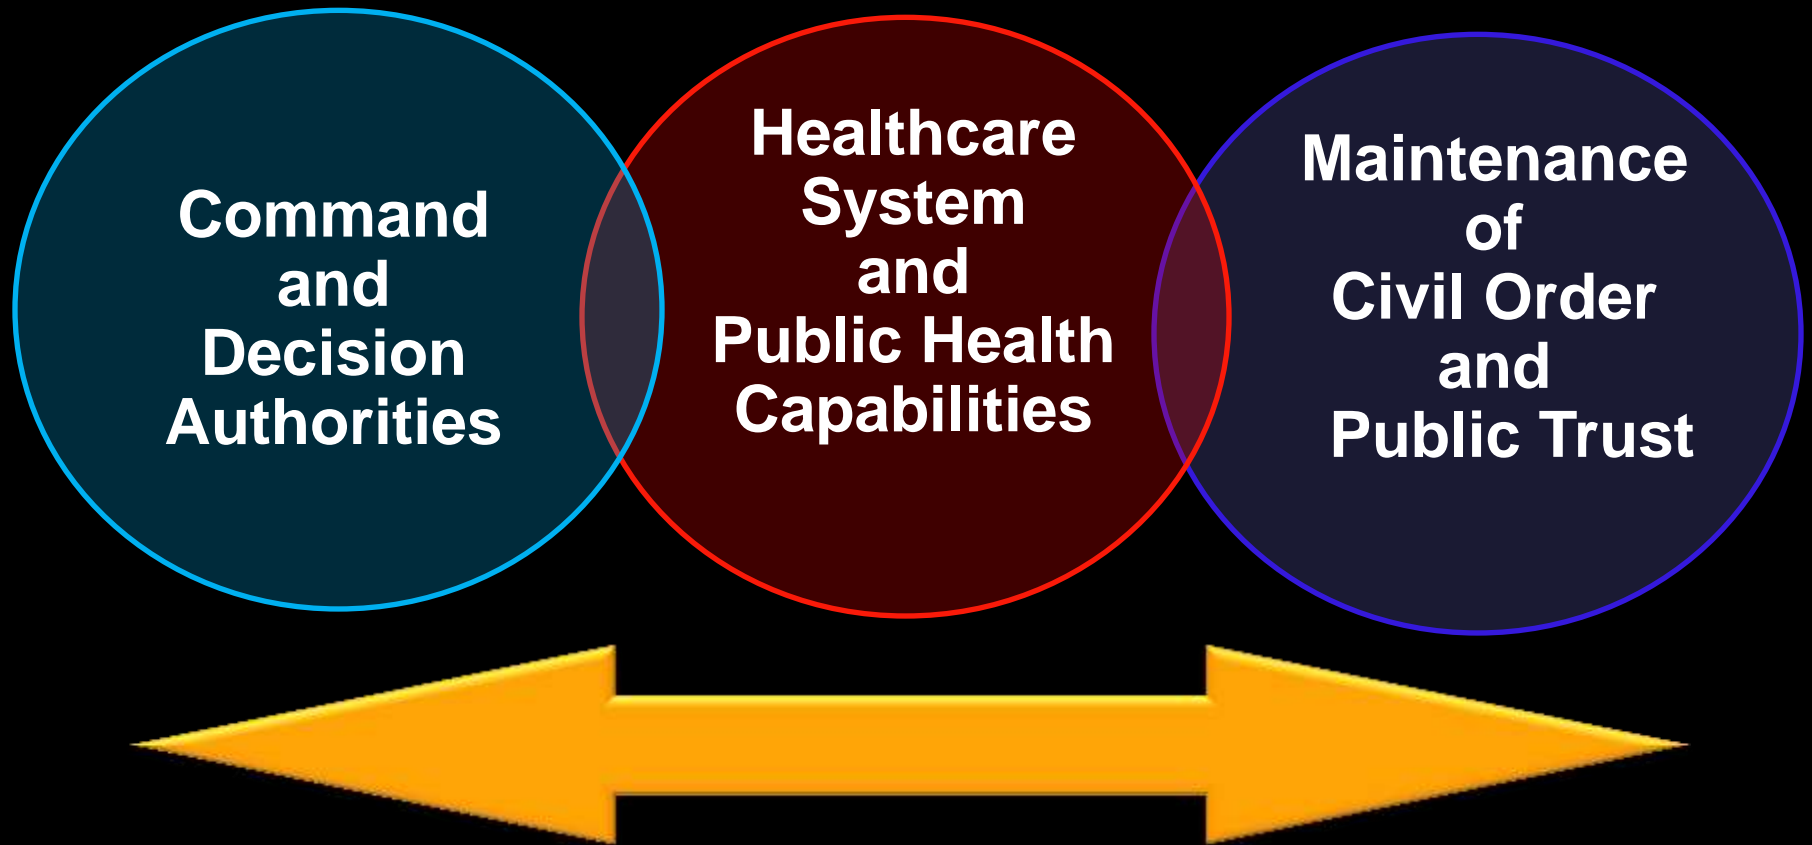 Command
and
Decision
Authorities
Healthcare
System
and
Public Health
Capabilities
Maintenance
of
Civil Order
and
Public Trust